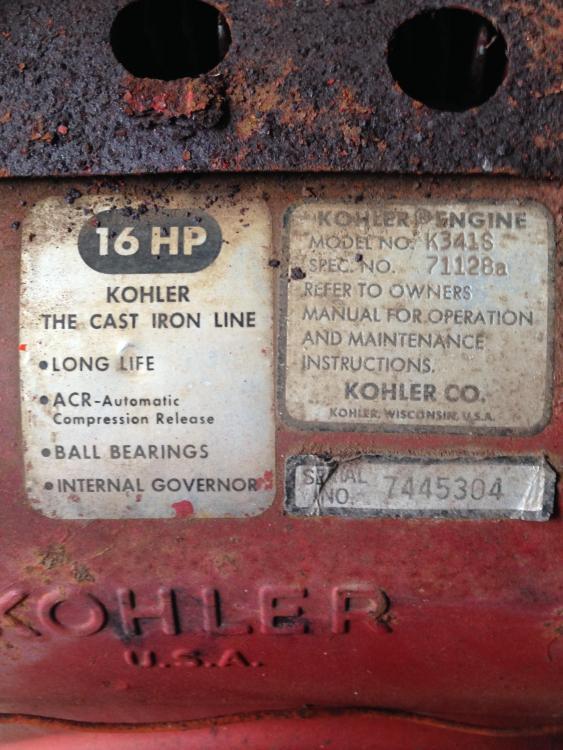 16 HP
KOHLER
THE CAST IRON LINE
•LONG LIFE
•ACR-Automatic
Compression Release
•BALL BEARINGS
•INTERNAL GOVERNOR
KOHLER® ENGINE
MODEL NO. K341S
SPEC. NO. 71128a
REFER TO OWNERS
MANUAL FOR OPERATION
AND MAINTENANCE
INSTRUCTIONS.
KOHLER CO.
KOHLER, WISCONSIN, U.S.A.
SERIAL
NO. 7445304
KOHLER
U.S.A.